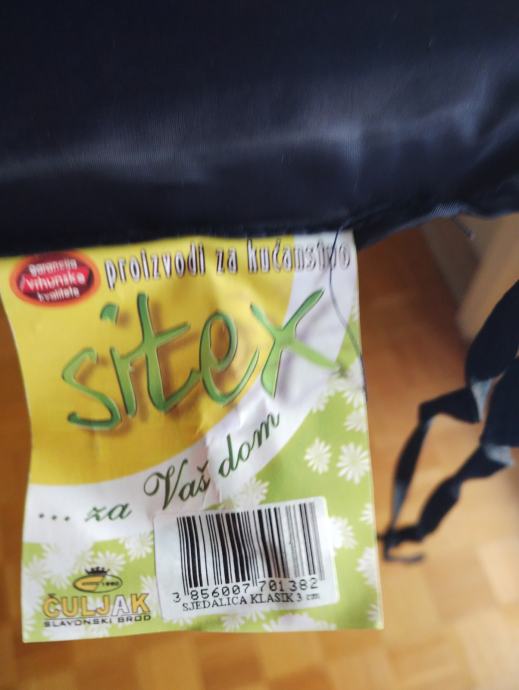 garancija
vrhunske
kvalitete
proizvodi za kućanstvo
sitex
... za Vaš dom
3 856007 701382
SJEDALICA KLASIK 3 cm
ČULJAK
SLAVONSKI BROD